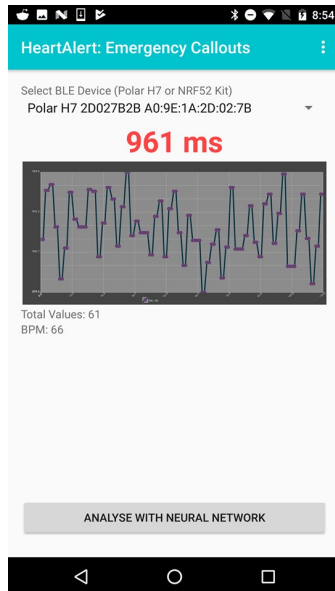 8:54
HeartAlert: Emergency Callouts
Select BLE Device (Polar H7 or NRF52 Kit)
Polar H7 2D027B2B A0:9E:1A:2D:02:7B
961 ms
Total Values: 61
BPM: 66
ANALYSE WITH NEURAL NETWORK